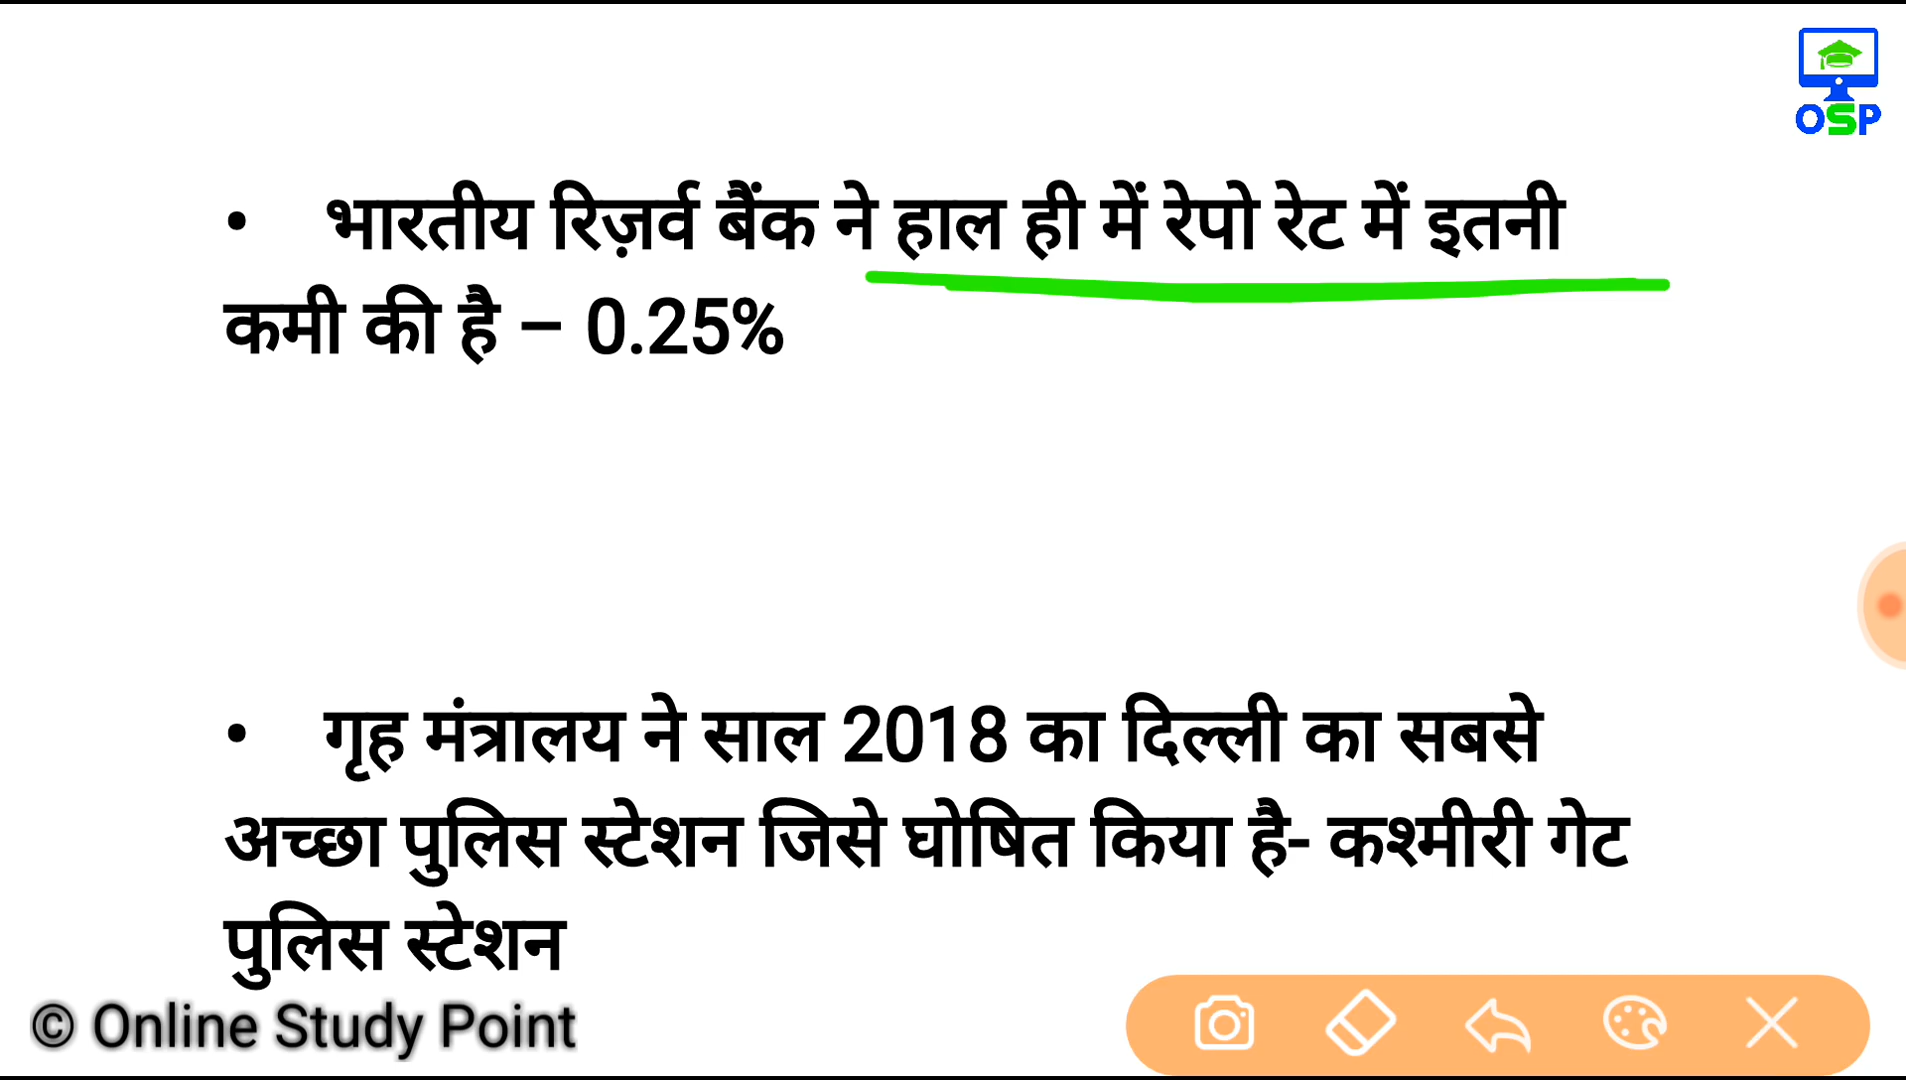 OSP
• भारतीय रिज़र्व बैंक ने हाल ही में रेपो रेट में इतनी
कमी की है – 0.25%
• गृह मंत्रालय ने साल 2018 का दिल्ली का सबसे
अच्छा पुलिस स्टेशन जिसे घोषित किया है- कश्मीरी गेट
पुलिस स्टेशन
© Online Study Point